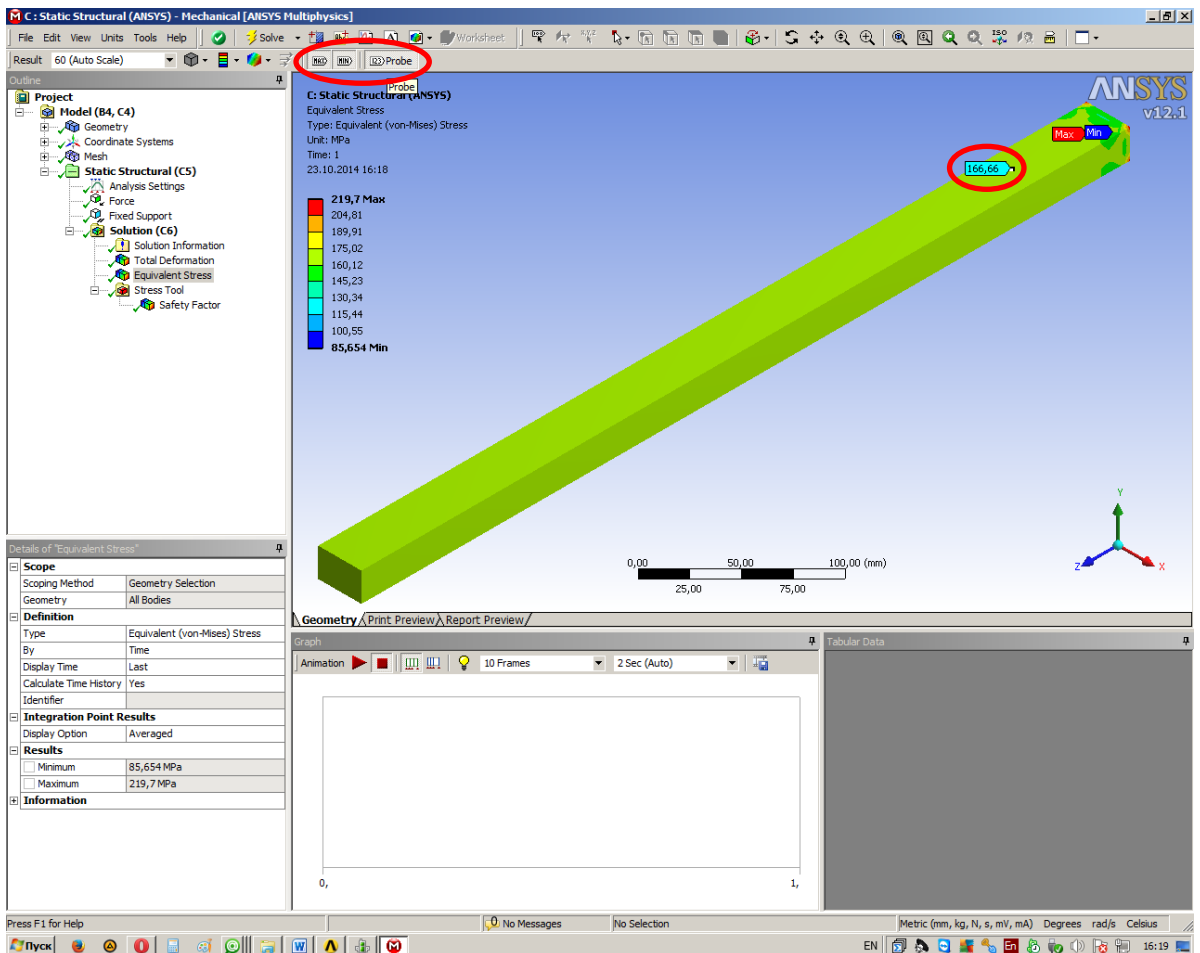 C : Static Structural (ANSYS) - Mechanical [ANSYS Multiphysics]
File Edit View Units Tools Help Solve Worksheet
Result 60 (Auto Scale) MAX MIN Probe
Probe
Outline
Project
Model (B4, C4)
Geometry
Coordinate Systems
Mesh
Static Structural (C5)
Analysis Settings
Force
Fixed Support
Solution (C6)
Solution Information
Total Deformation
Equivalent Stress
Stress Tool
Safety Factor
C: Static Structural (ANSYS)
Equivalent Stress
Type: Equivalent (von-Mises) Stress
Unit: MPa
Time: 1
23.10.2014 16:18
219,7 Max
204,81
189,91
175,02
160,12
145,23
130,34
115,44
100,55
85,654 Min
ANSYS
v12.1
Max Min
166,66
0,00 50,00 100,00 (mm)
25,00 75,00
Y
Z X
Geometry Print Preview Report Preview
Details of "Equivalent Stress"
Scope
Scoping Method Geometry Selection
Geometry All Bodies
Definition
Type Equivalent (von-Mises) Stress
By Time
Display Time Last
Calculate Time History Yes
Identifier
Integration Point Results
Display Option Averaged
Results
Minimum 85,654 MPa
Maximum 219,7 MPa
Information
Graph
Animation 10 Frames 2 Sec (Auto)
0, 1,
Tabular Data
Press F1 for Help 0 No Messages No Selection Metric (mm, kg, N, s, mV, mA) Degrees rad/s Celsius
Пуск EN 16:19